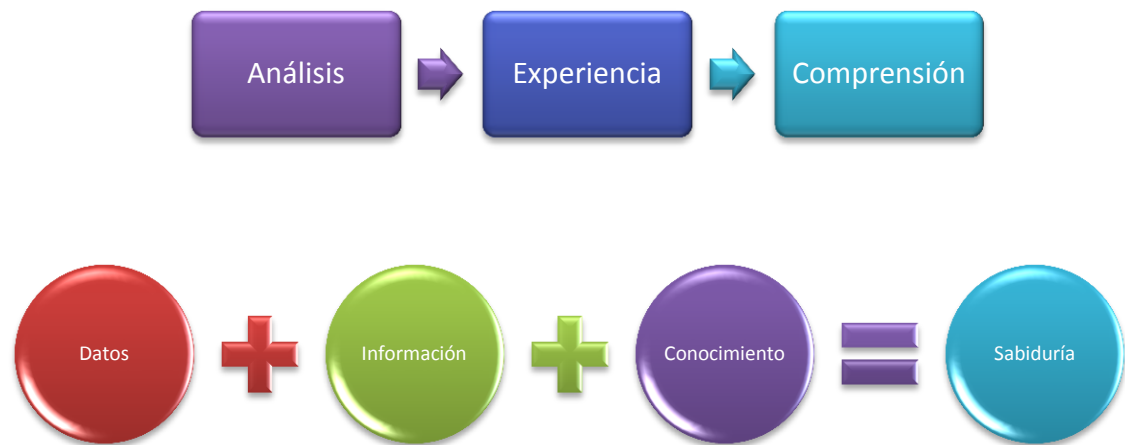 Análisis
Experiencia
Comprensión
Datos
Información
Conocimiento
Sabiduría